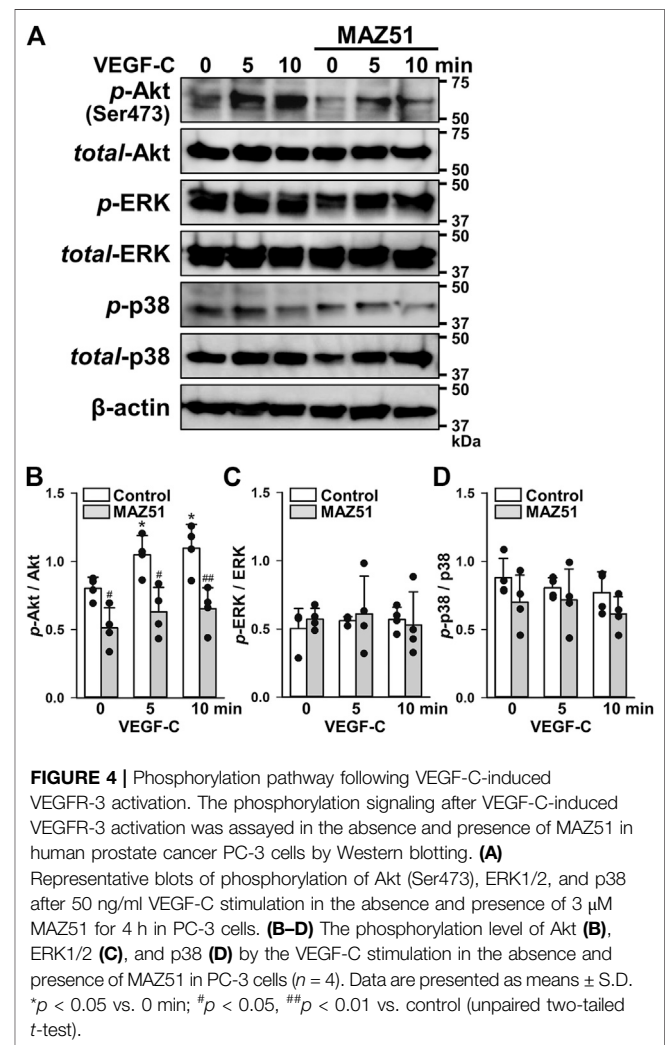 A
MAZ51
VEGF-C 0 5 10 0 5 10 min
p-Akt
(Ser473)
75
50
total-Akt
75
50
p-ERK
50
37
total-ERK
50
37
p-p38
50
37
total-p38
50
37
β-actin
50
37
kDa
B
1.5
1.0
0.5
0.0
p-Akt / Akt
Control
MAZ51
* *
# # ##
0 5 10 min
VEGF-C
C
1.5
1.0
0.5
0.0
p-ERK / ERK
Control
MAZ51
0 5 10 min
VEGF-C
D
1.5
1.0
0.5
0.0
p-p38 / p38
Control
MAZ51
0 5 10 min
VEGF-C
FIGURE 4 | Phosphorylation pathway following VEGF-C-induced
VEGFR-3 activation. The phosphorylation signaling after VEGF-C-induced
VEGFR-3 activation was assayed in the absence and presence of MAZ51 in
human prostate cancer PC-3 cells by Western blotting. (A)
Representative blots of phosphorylation of Akt (Ser473), ERK1/2, and p38
after 50 ng/ml VEGF-C stimulation in the absence and presence of 3 μM
MAZ51 for 4 h in PC-3 cells. (B–D) The phosphorylation level of Akt (B),
ERK1/2 (C), and p38 (D) by the VEGF-C stimulation in the absence and
presence of MAZ51 in PC-3 cells (n = 4). Data are presented as means ± S.D.
*p < 0.05 vs. 0 min; #p < 0.05, ##p < 0.01 vs. control (unpaired two-tailed
t-test).